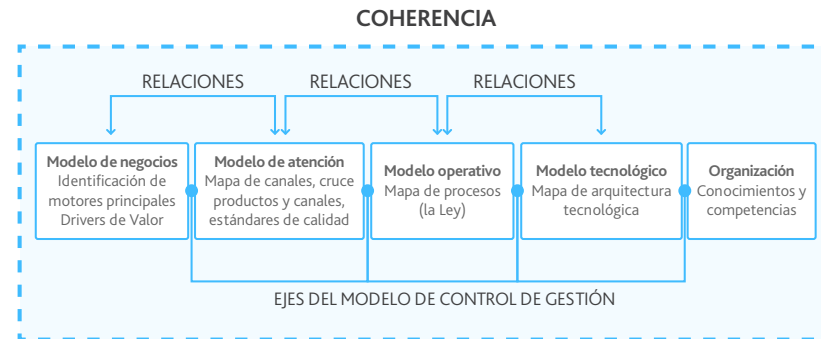 COHERENCIA
RELACIONES
RELACIONES
RELACIONES
Modelo de negocios
Identificación de
motores principales
Drivers de Valor
Modelo de atención
Mapa de canales, cruce
productos y canales,
estándares de calidad
Modelo operativo
Mapa de procesos
(la Ley)
Modelo tecnológico
Mapa de arquitectura
tecnológica
Organización
Conocimientos y
competencias
EJES DEL MODELO DE CONTROL DE GESTIÓN